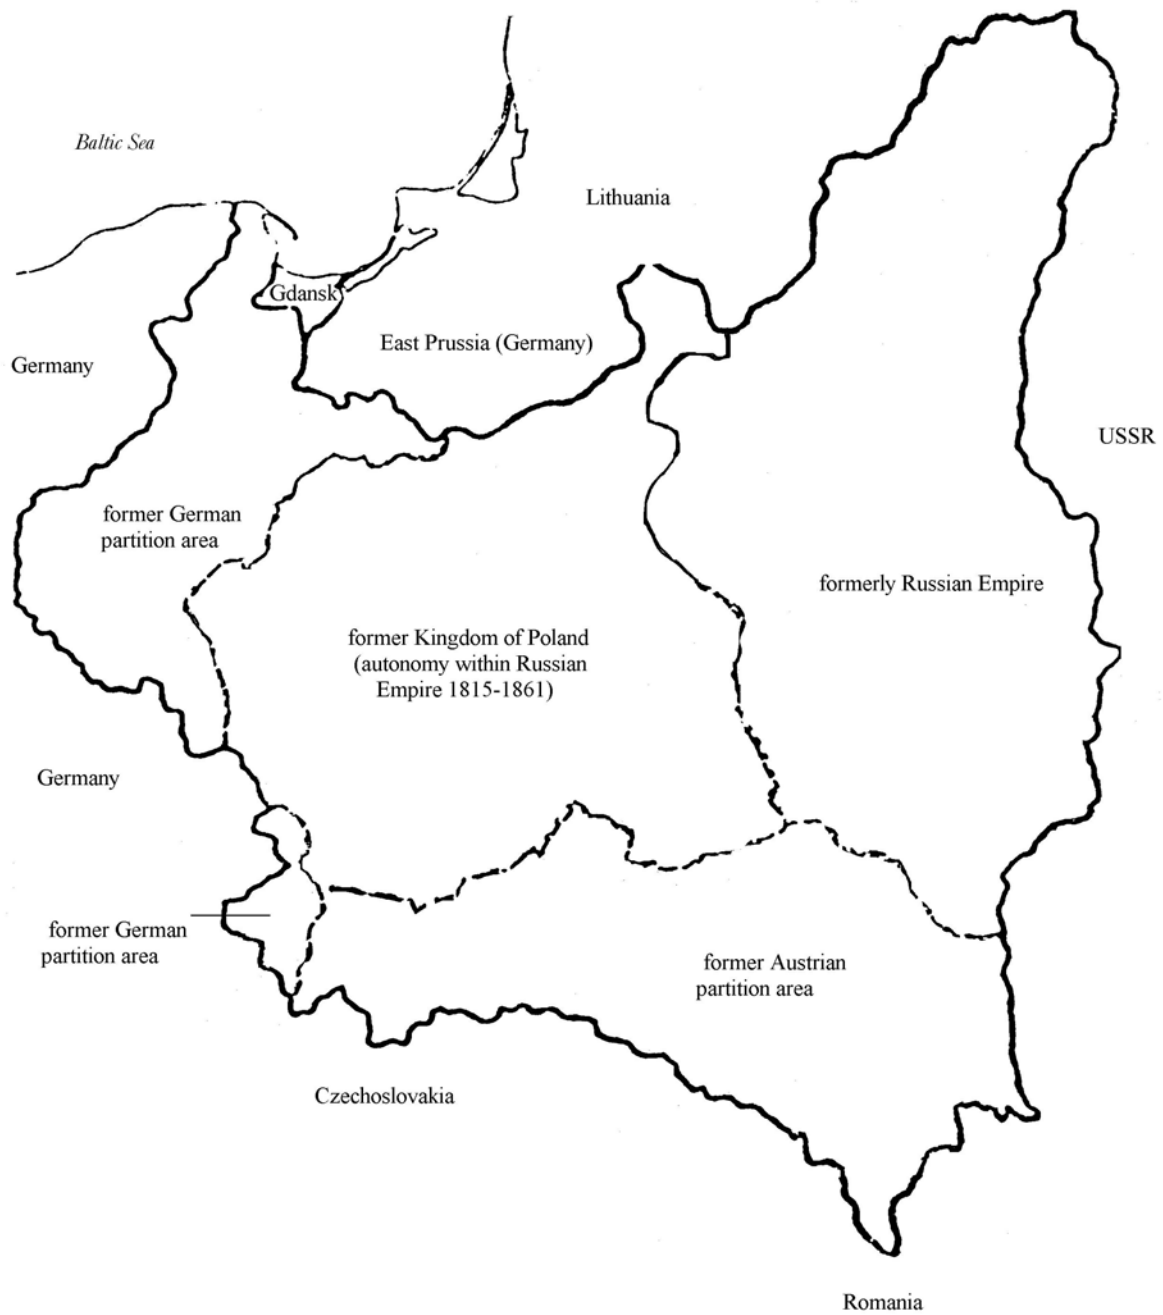 Baltic Sea
Lithuania
Gdansk
East Prussia (Germany)
Germany
USSR
former German
partition area
formerly Russian Empire
former Kingdom of Poland
(autonomy within Russian
Empire 1815-1861)
Germany
former German
partition area
former Austrian
partition area
Czechoslovakia
Romania